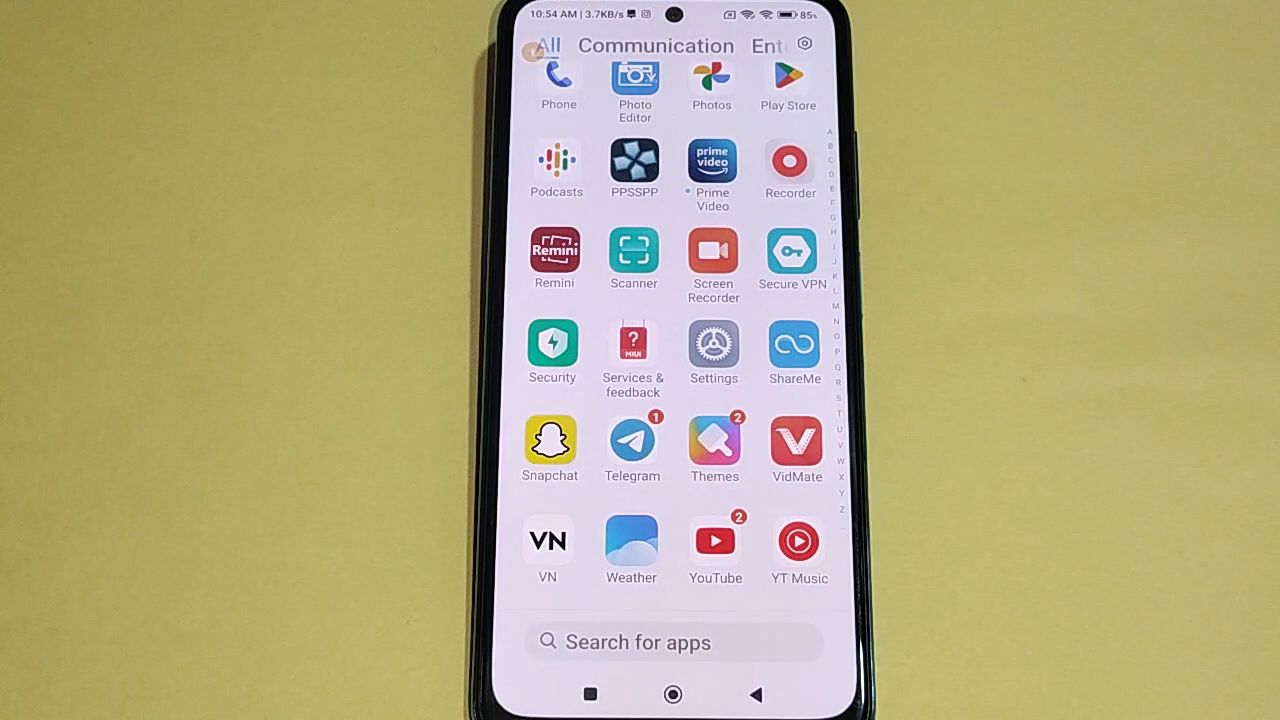 10:54 AM | 3.7KB/s
85%
All Communication Ent
Phone
Photo
Editor
Photos
Play Store
prime
video
Podcasts
PPSSPP
Prime
Video
Recorder
Remini
Remini
Scanner
Screen
Recorder
Secure VPN
?
MIUI
Security
Services &
feedback
Settings
ShareMe
1
2
Snapchat
Telegram
Themes
VidMate
VN
2
VN
Weather
YouTube
YT Music
Search for apps
A
B
C
D
E
F
G
H
I
J
K
L
M
N
O
P
Q
R
S
T
U
V
W
X
Y
Z